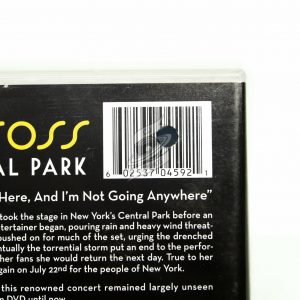 ross
AL PARK
6 02537 04592 1
Here, And I'm Not Going Anywhere"
took the stage in New York's Central Park before an
tertainer began, pouring rain and heavy wind threat-
pushed on for much of the set, urging the drenched
entually the torrential storm put an end to the perfor-
her fans she would return the next day. True to her
gain on July 22nd for the people of New York.
this renowned concert remained largely unseen
n DVD until now.